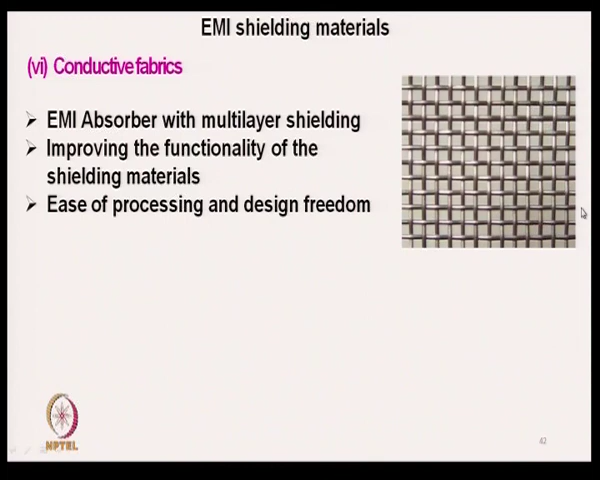 EMI shielding materials
(vi) Conductive fabrics
EMI Absorber with multilayer shielding
Improving the functionality of the
shielding materials
Ease of processing and design freedom
NPTEL
42